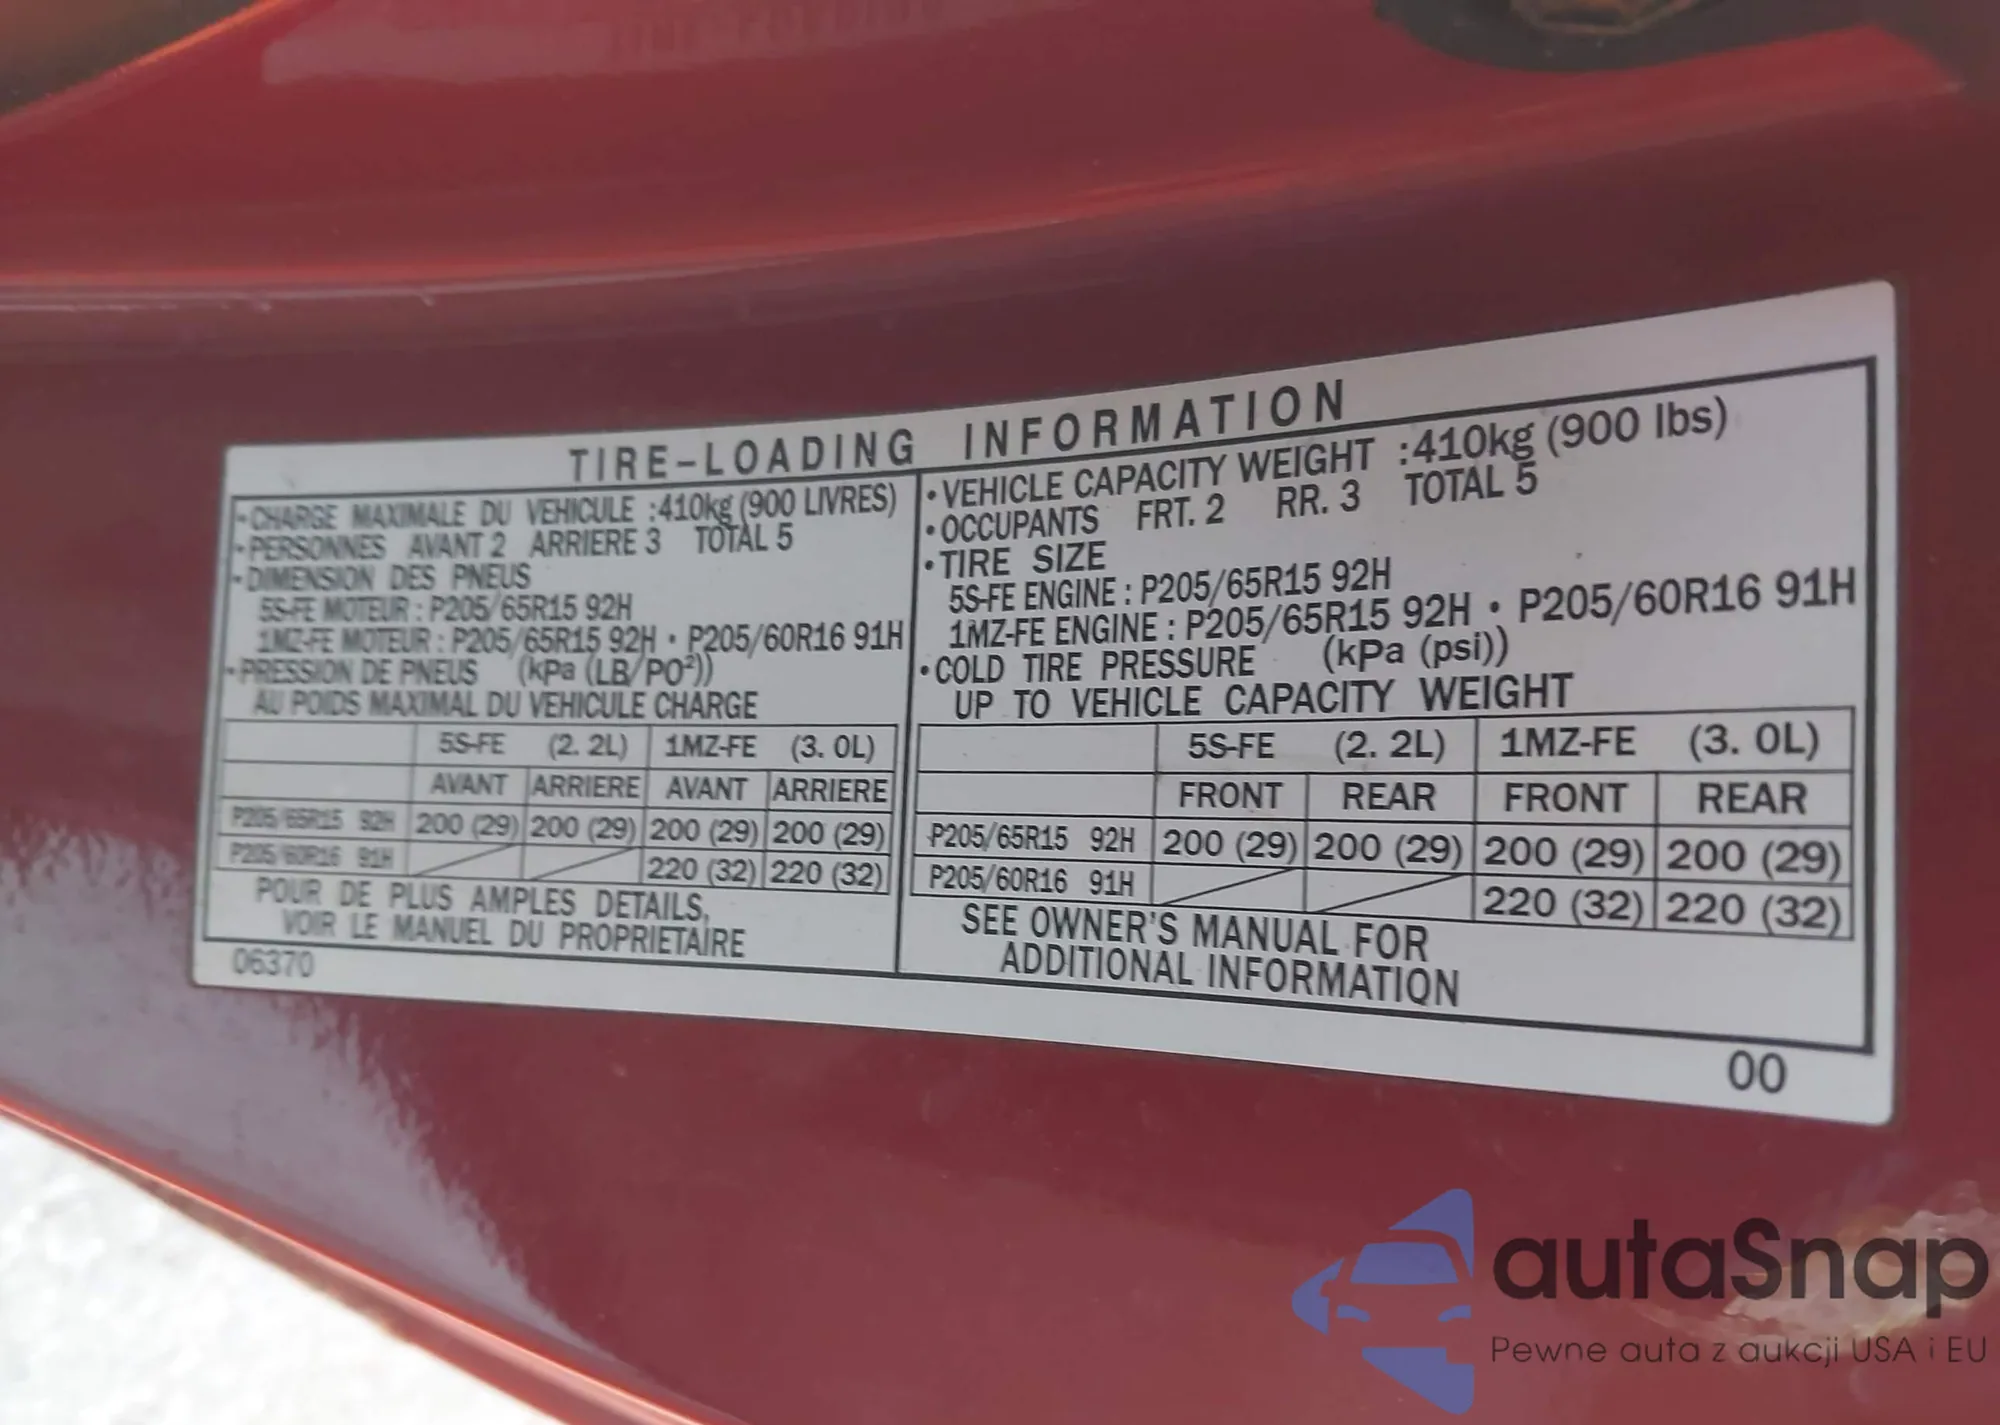 TIRE-LOADING INFORMATION
•CHARGE MAXIMALE DU VEHICULE :410kg (900 LIVRES)
•PERSONNES AVANT 2 ARRIERE 3 TOTAL 5
•DIMENSION DES PNEUS
5S-FE MOTEUR : P205/65R15 92H
1MZ-FE MOTEUR : P205/65R15 92H • P205/60R16 91H
•PRESSION DE PNEUS (kPa (LB/PO²))
AU POIDS MAXIMAL DU VEHICULE CHARGE
5S-FE (2. 2L) 1MZ-FE (3. 0L)
AVANT ARRIERE AVANT ARRIERE
P205/65R15 92H 200 (29) 200 (29) 200 (29) 200 (29)
P205/60R16 91H 220 (32) 220 (32)
POUR DE PLUS AMPLES DETAILS,
VOIR LE MANUEL DU PROPRIETAIRE
06370
•VEHICLE CAPACITY WEIGHT :410kg (900 lbs)
•OCCUPANTS FRT. 2 RR. 3 TOTAL 5
•TIRE SIZE
5S-FE ENGINE : P205/65R15 92H
1MZ-FE ENGINE : P205/65R15 92H • P205/60R16 91H
•COLD TIRE PRESSURE (kPa (psi))
UP TO VEHICLE CAPACITY WEIGHT
5S-FE (2. 2L) 1MZ-FE (3. 0L)
FRONT REAR FRONT REAR
P205/65R15 92H 200 (29) 200 (29) 200 (29) 200 (29)
P205/60R16 91H 220 (32) 220 (32)
SEE OWNER'S MANUAL FOR
ADDITIONAL INFORMATION
00
autaSnap
Pewne auta z aukcji USA i EU